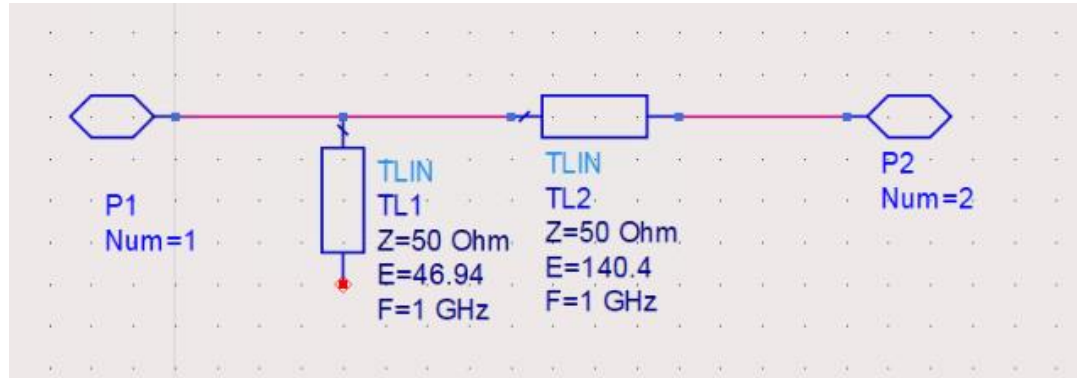 P1
Num=1
TLIN
TL1
Z=50 Ohm
E=46.94
F=1 GHz
TLIN
TL2
Z=50 Ohm
E=140.4
F=1 GHz
P2
Num=2